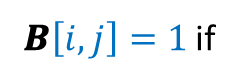 B[i,j] = 1 if